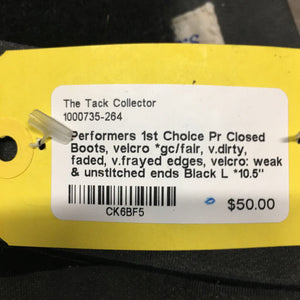 The Tack Collector
1000735-264
Performers 1st Choice Pr Closed
Boots, velcro *gc/fair, v.dirty,
faded, v.frayed edges, velcro: weak
& unstitched ends Black L *10.5"
CK6BF5
$50.00